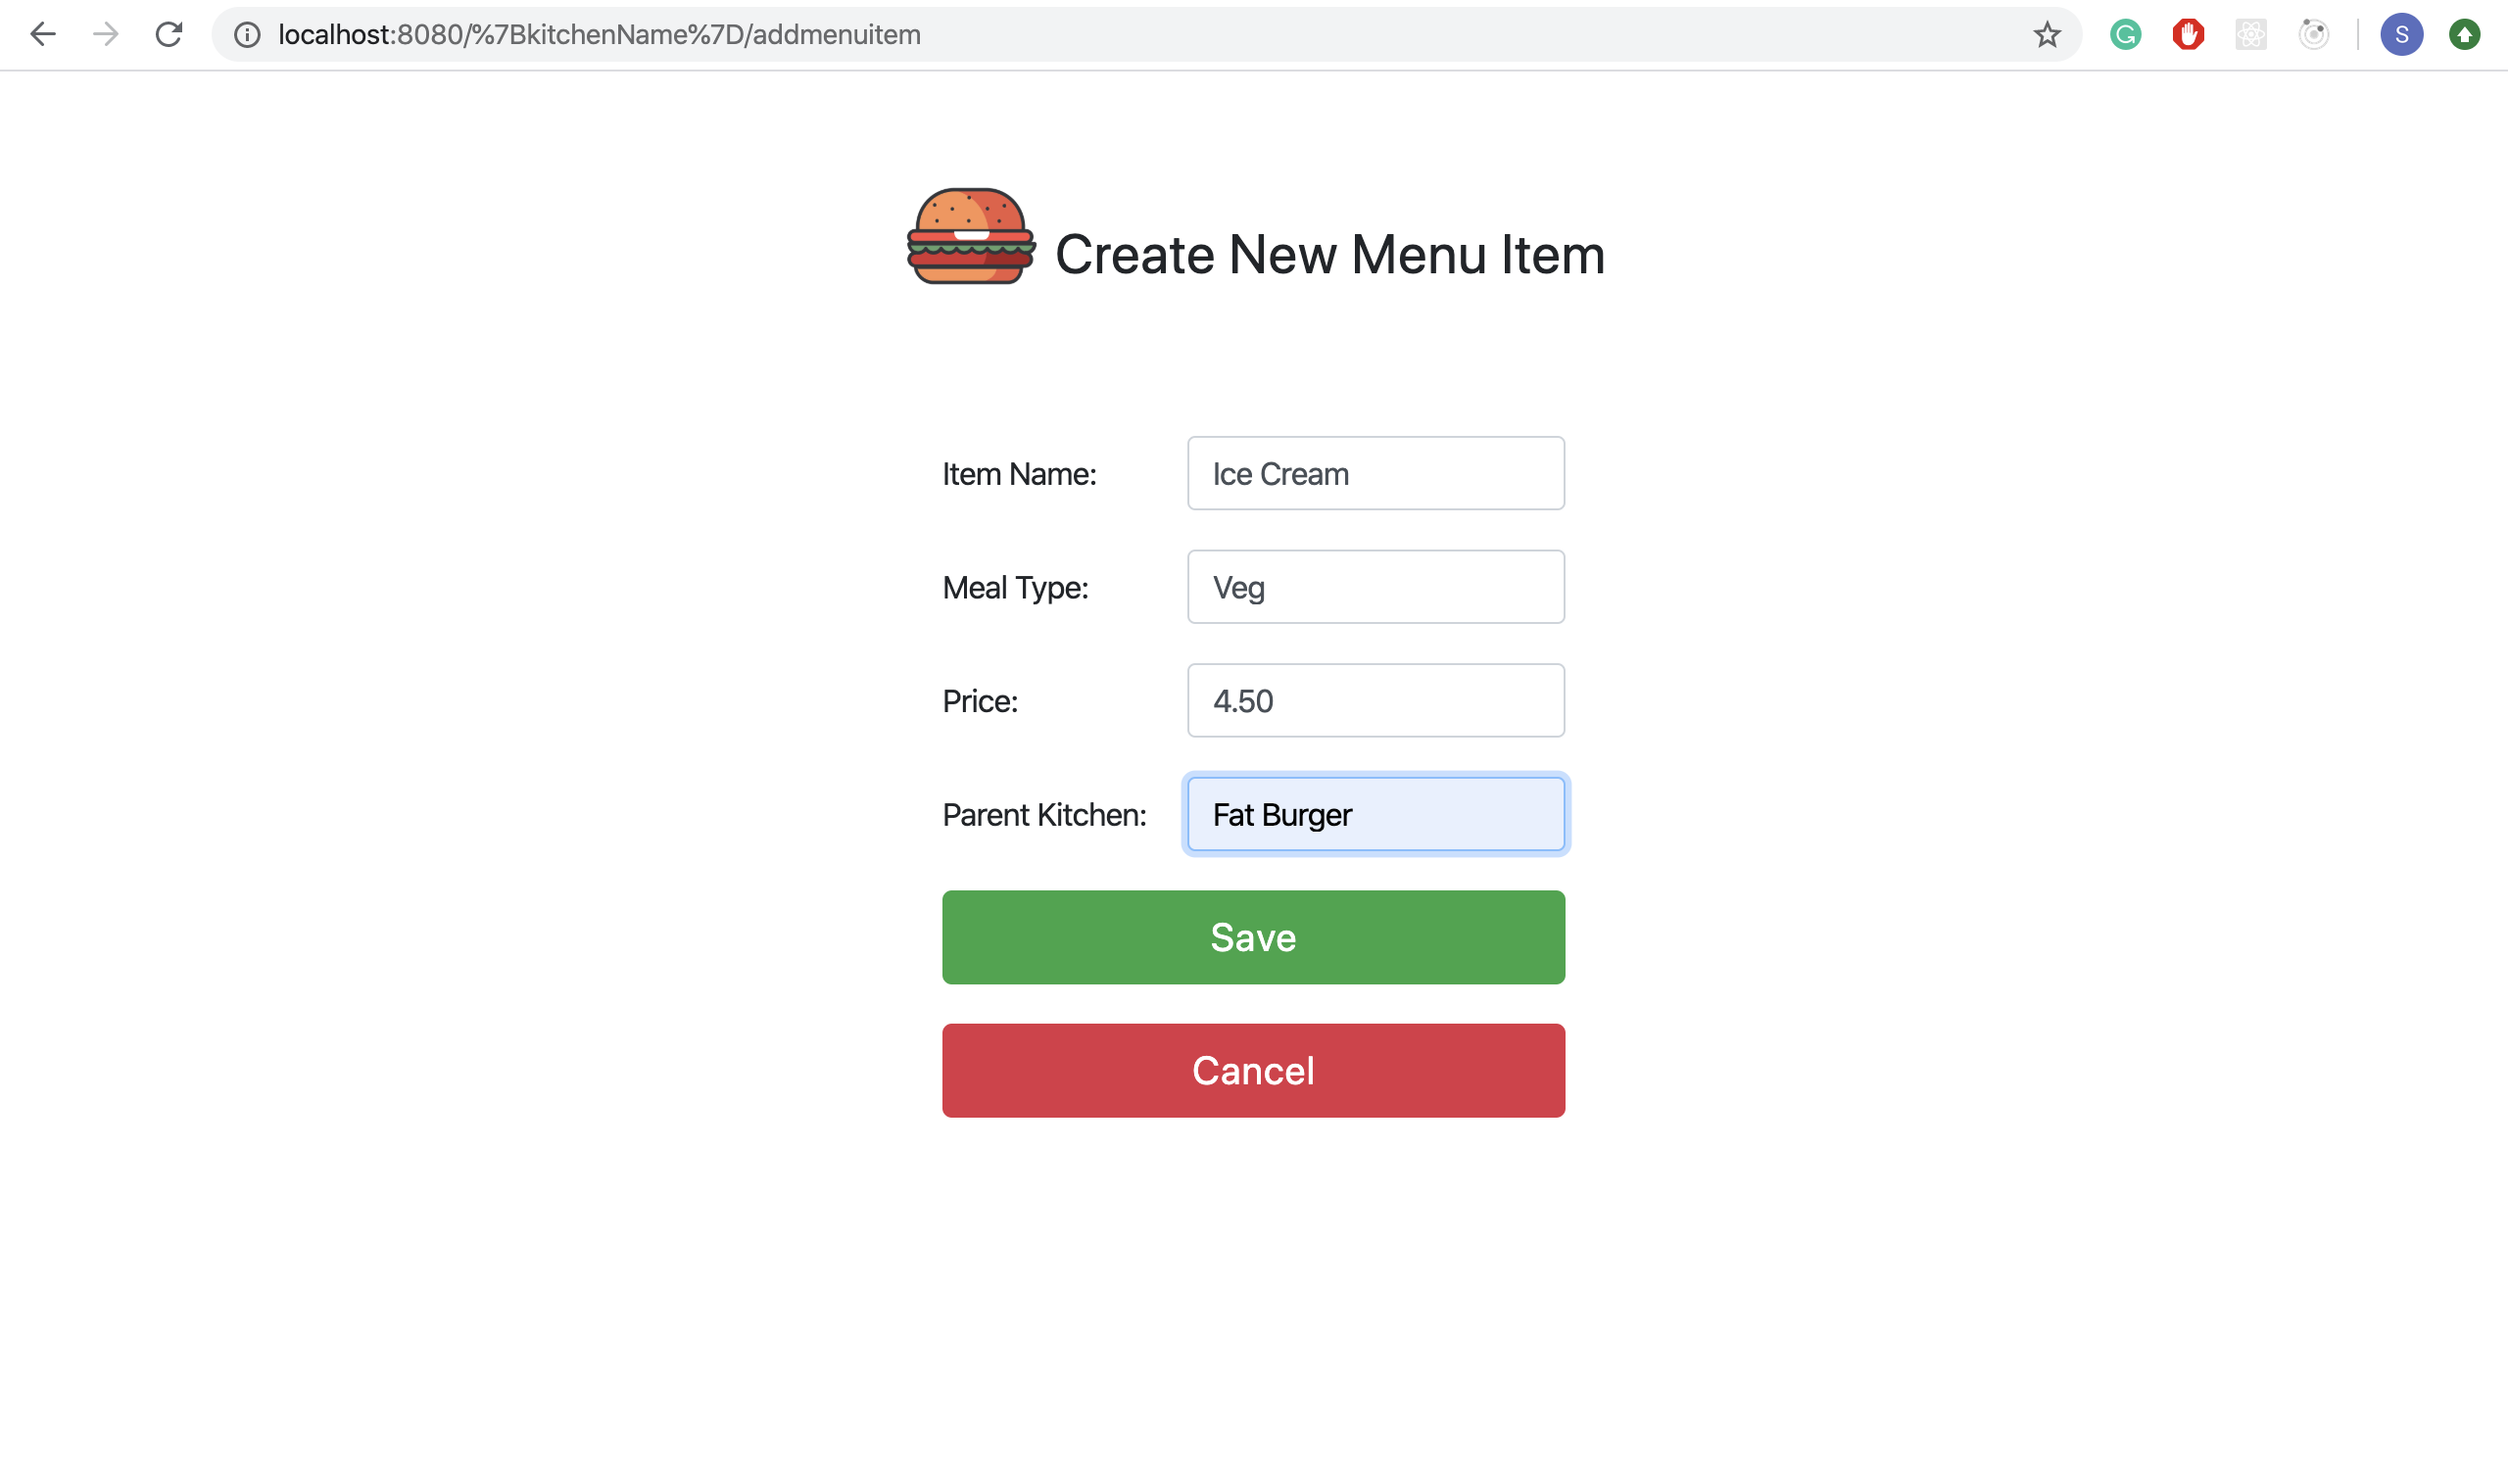 localhost:8080/%7BkitchenName%7D/addmenuitem
S
Create New Menu Item
Item Name: Ice Cream
Meal Type: Veg
Price: 4.50
Parent Kitchen: Fat Burger
Save
Cancel